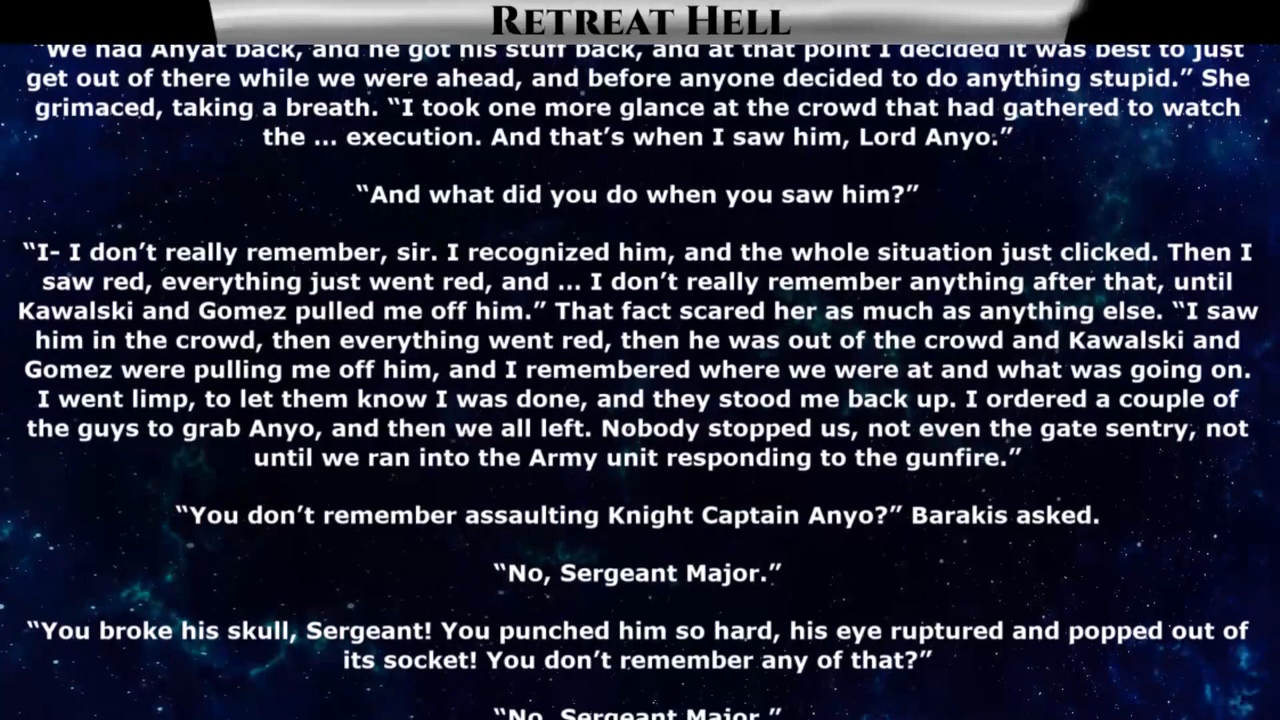 RETREAT HELL
“We had Anyat back, and he got his stuff back, and at that point I decided it was best to just
get out of there while we were ahead, and before anyone decided to do anything stupid.” She
grimaced, taking a breath. “I took one more glance at the crowd that had gathered to watch
the ... execution. And that’s when I saw him, Lord Anyo.”
“And what did you do when you saw him?”
“I- I don’t really remember, sir. I recognized him, and the whole situation just clicked. Then I
saw red, everything just went red, and ... I don’t really remember anything after that, until
Kawalski and Gomez pulled me off him.” That fact scared her as much as anything else. “I saw
him in the crowd, then everything went red, then he was out of the crowd and Kawalski and
Gomez were pulling me off him, and I remembered where we were at and what was going on.
I went limp, to let them know I was done, and they stood me back up. I ordered a couple of
the guys to grab Anyo, and then we all left. Nobody stopped us, not even the gate sentry, not
until we ran into the Army unit responding to the gunfire.”
“You don’t remember assaulting Knight Captain Anyo?” Barakis asked.
“No, Sergeant Major.”
“You broke his skull, Sergeant! You punched him so hard, his eye ruptured and popped out of
its socket! You don’t remember any of that?”
“No, Sergeant Major.”